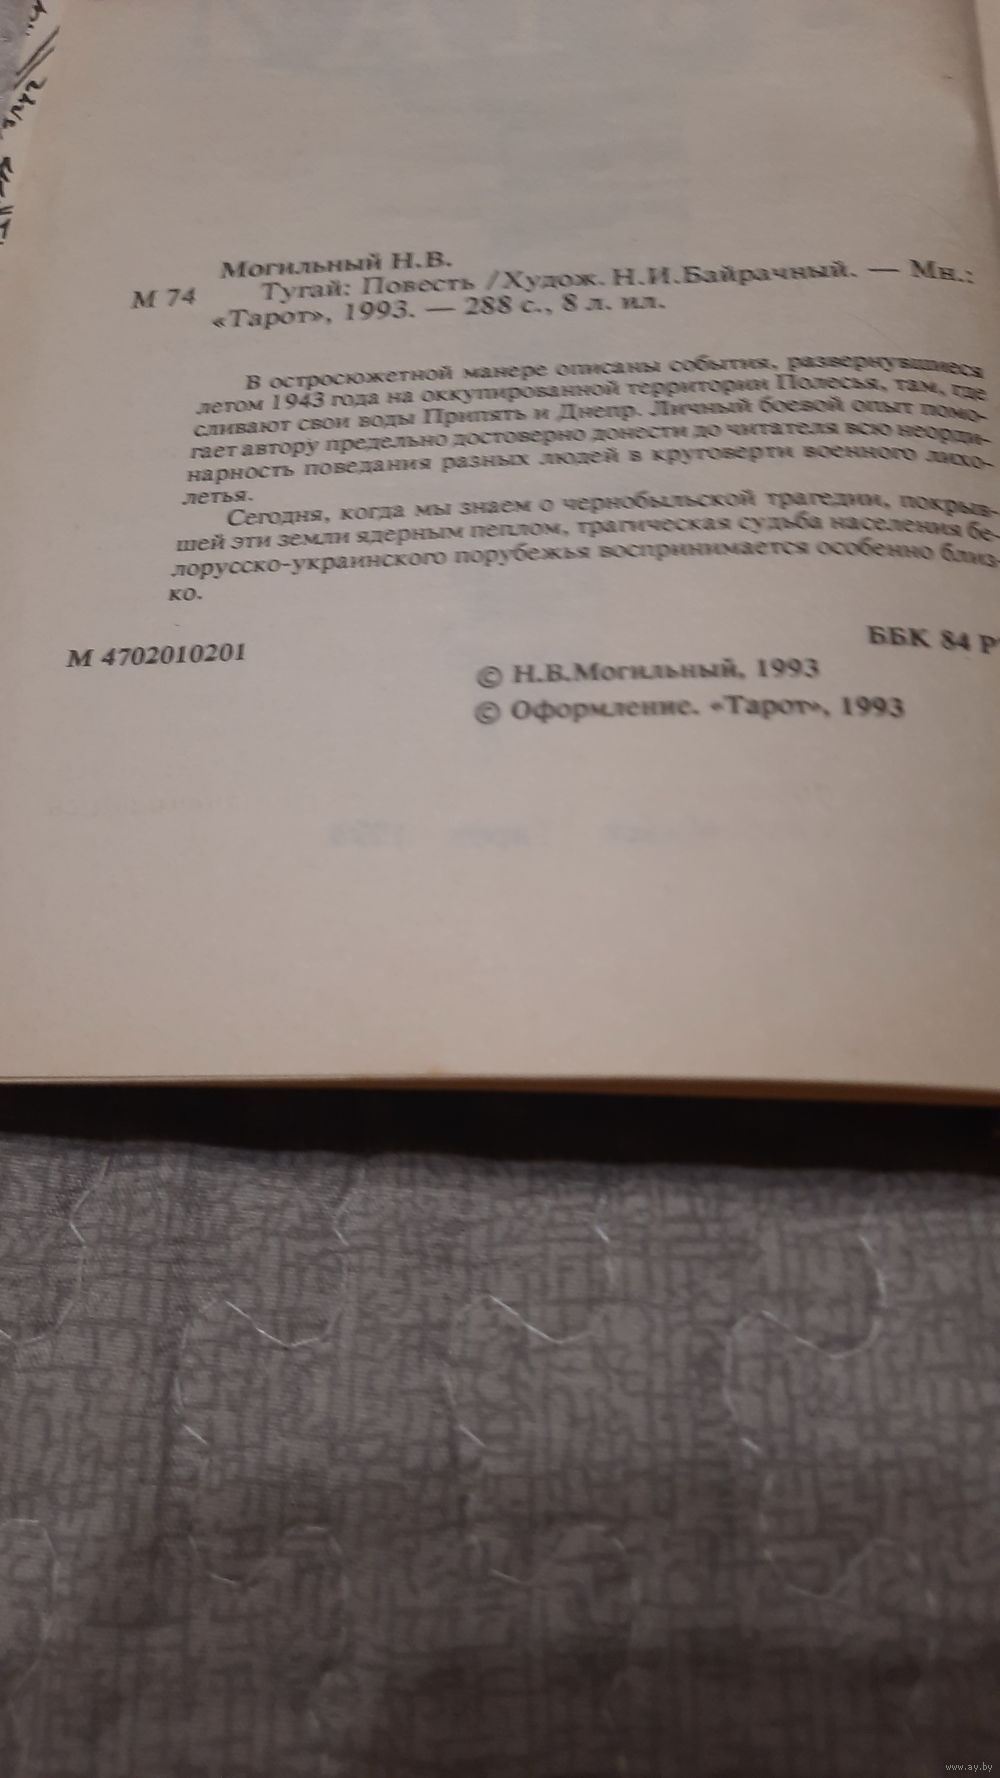 Могильный Н.В.
М 74
Тугай: Повесть /Худож. Н.И.Байрачный. — Мн.:
«Тарот», 1993. — 288 с., 8 л. ил.
В остросюжетной манере описаны события, развернувшиеся
летом 1943 года на оккупированной территории Полесья, там, где
сливают свои воды Припять и Днепр. Личный боевой опыт помо-
гает автору предельно достоверно донести до читателя всю неорди-
нарность поведания разных людей в круговерти военного лихо-
летья.
Сегодня, когда мы знаем о чернобыльской трагедии, покрыв-
шей эти земли ядерным пеплом, трагическая судьба населения бе-
лорусско-украинского порубежья воспринимается особенно близ-
ко.
М 4702010201
ББК 84 Р
© Н.В.Могильный, 1993
© Оформление. «Тарот», 1993
www.ay.by